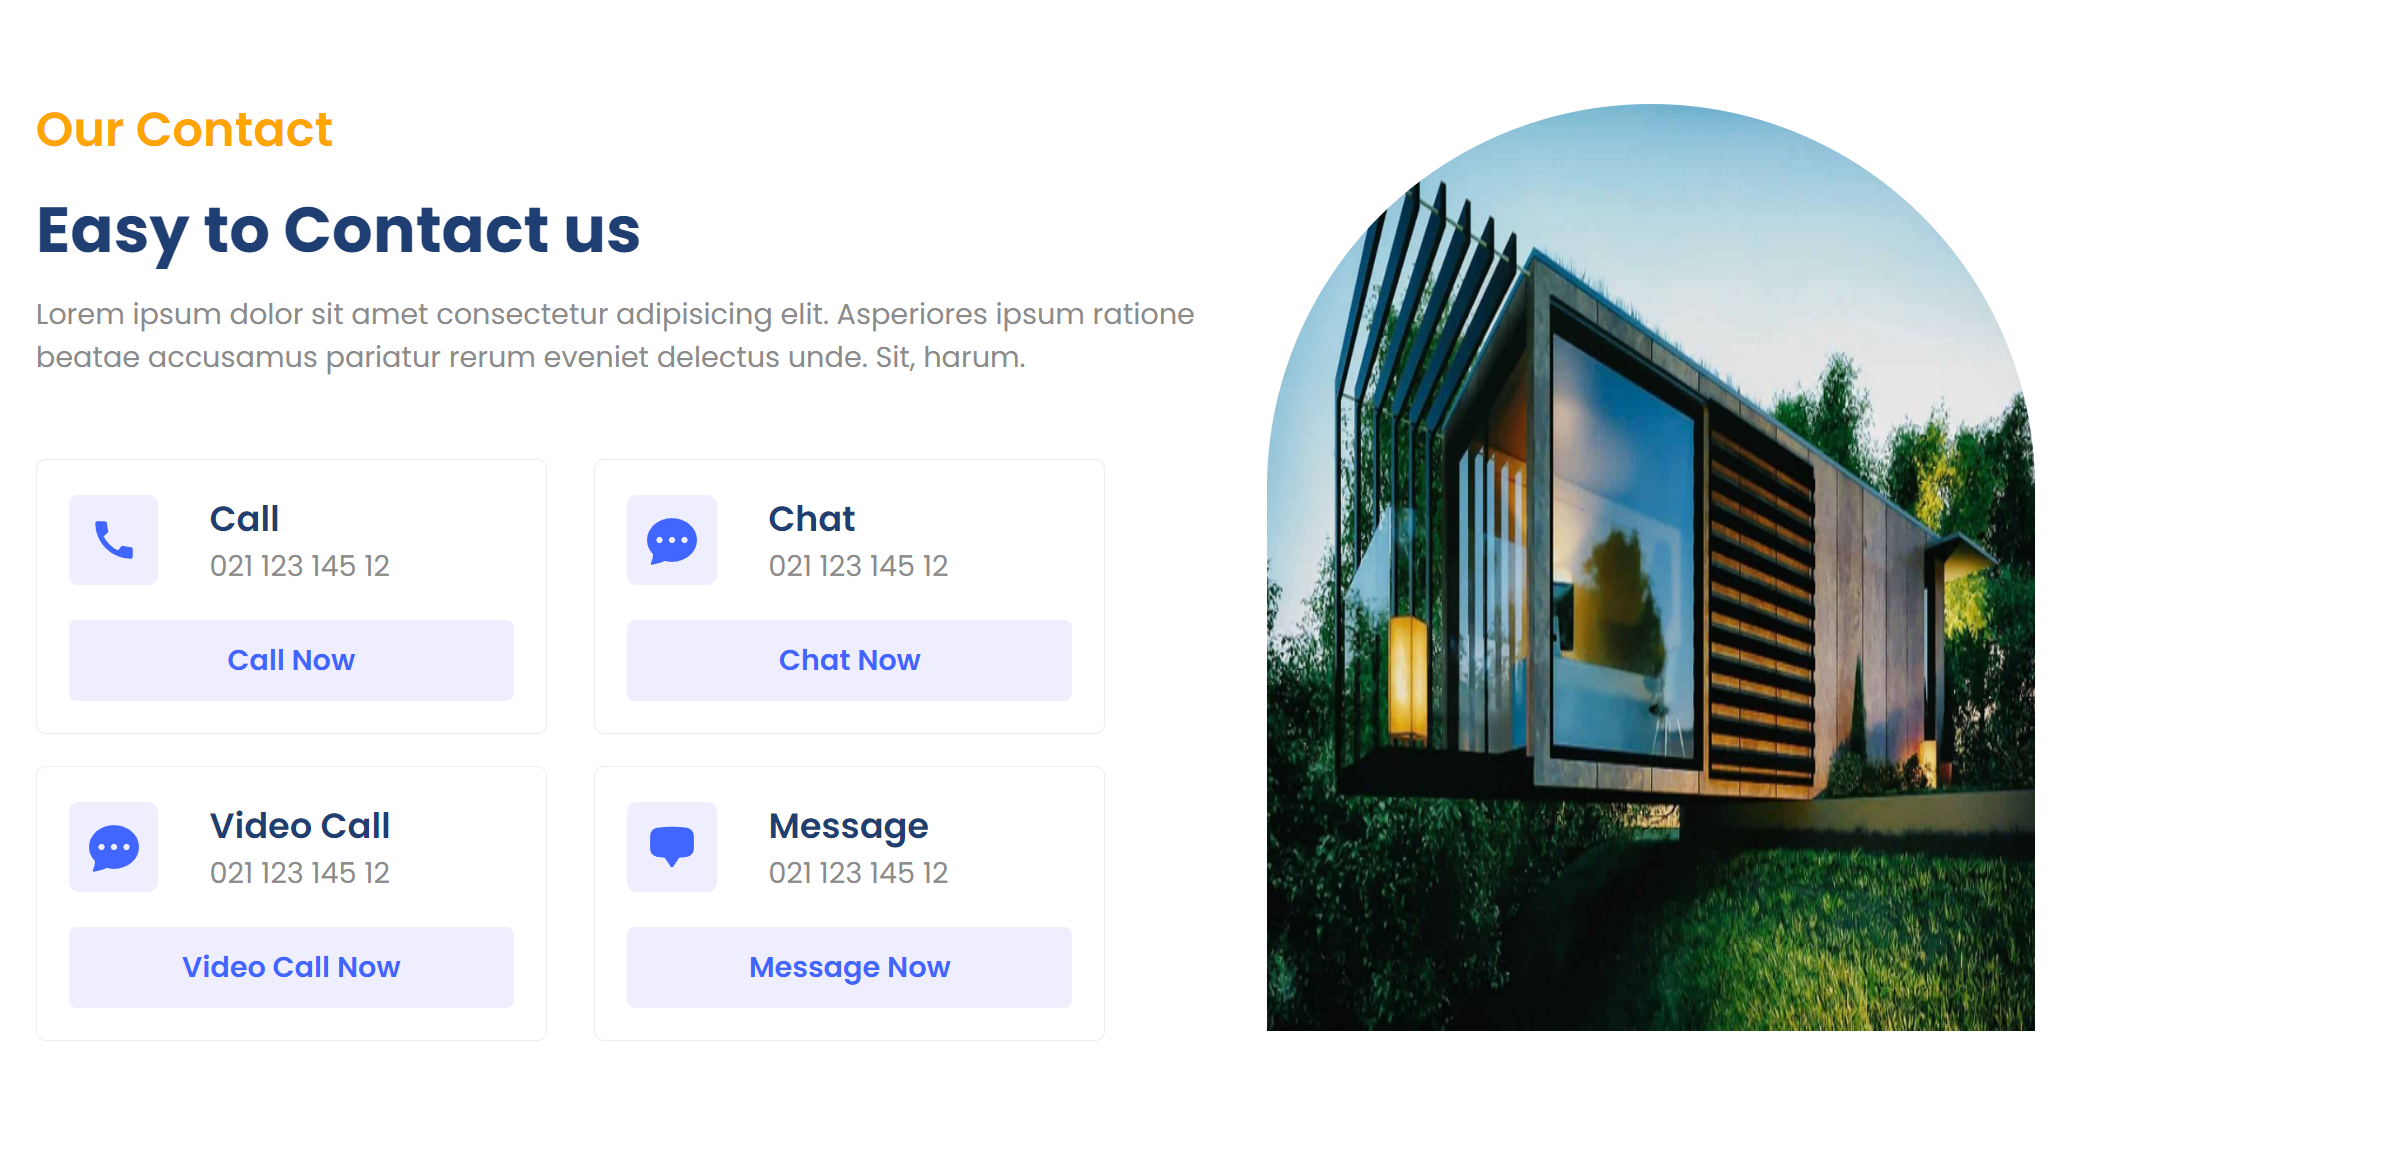 Our Contact
Easy to Contact us
Lorem ipsum dolor sit amet consectetur adipisicing elit. Asperiores ipsum ratione
beatae accusamus pariatur rerum eveniet delectus unde. Sit, harum.
Call
021 123 145 12
Call Now
Chat
021 123 145 12
Chat Now
Video Call
021 123 145 12
Video Call Now
Message
021 123 145 12
Message Now